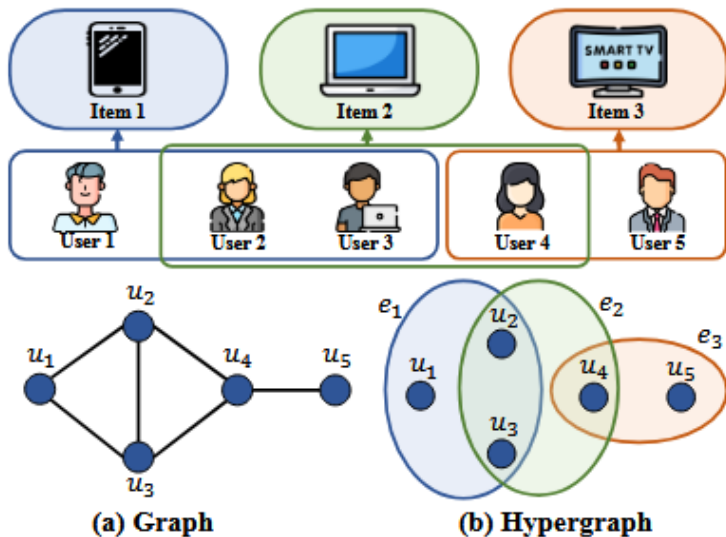 SMART TV
Item 1 Item 2 Item 3
User 1 User 2 User 3 User 4 User 5
u₁ u₂ u₃ u₄ u₅
e₁ e₂ e₃
u₁ u₂ u₃ u₄ u₅
(a) Graph (b) Hypergraph